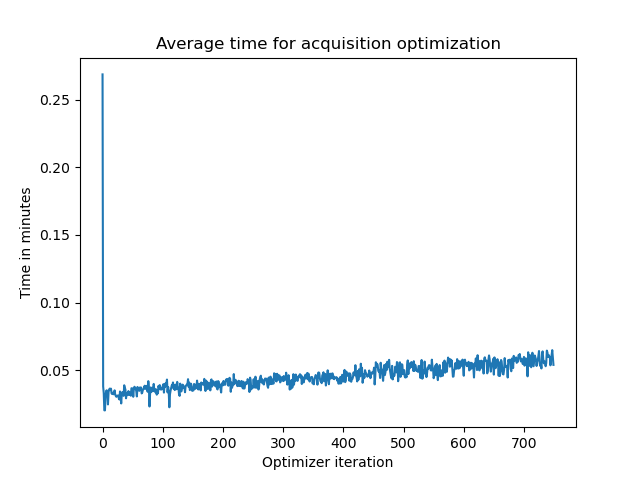 Average time for acquisition optimization
0.25
0.20
0.15
0.10
0.05
Time in minutes
0 100 200 300 400 500 600 700
Optimizer iteration